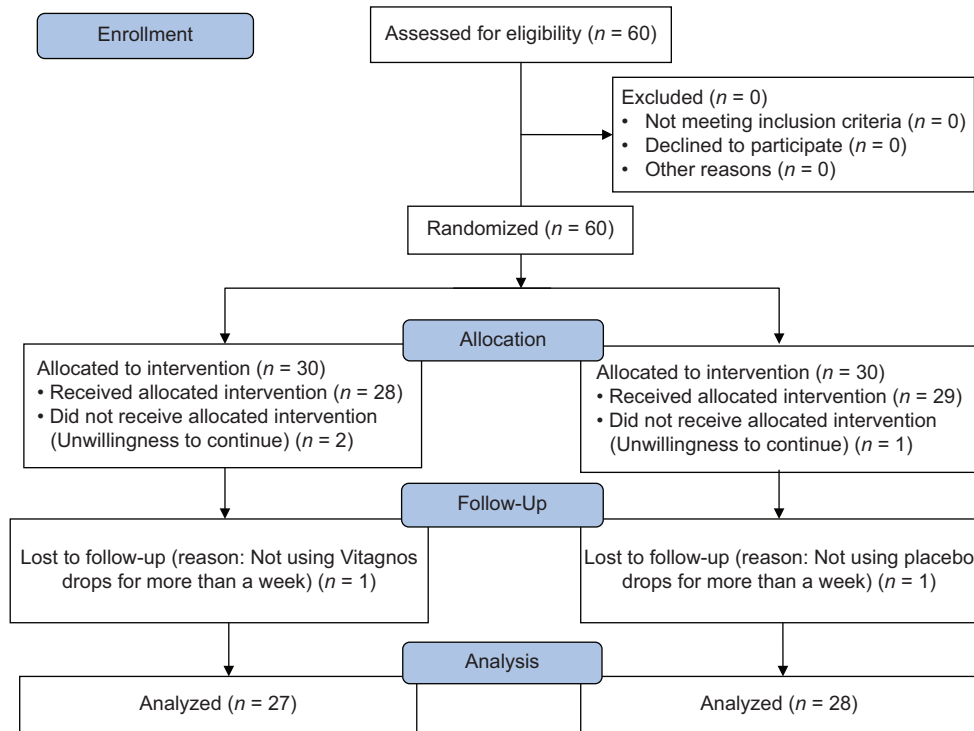 Enrollment
Assessed for eligibility (n = 60)
Excluded (n = 0)
• Not meeting inclusion criteria (n = 0)
• Declined to participate (n = 0)
• Other reasons (n = 0)
Randomized (n = 60)
Allocation
Allocated to intervention (n = 30)
• Received allocated intervention (n = 28)
• Did not receive allocated intervention
(Unwillingness to continue) (n = 2)
Allocated to intervention (n = 30)
• Received allocated intervention (n = 29)
• Did not receive allocated intervention
(Unwillingness to continue) (n = 1)
Follow-Up
Lost to follow-up (reason: Not using Vitagnos
drops for more than a week) (n = 1)
Lost to follow-up (reason: Not using placebo
drops for more than a week) (n = 1)
Analysis
Analyzed (n = 27)
Analyzed (n = 28)